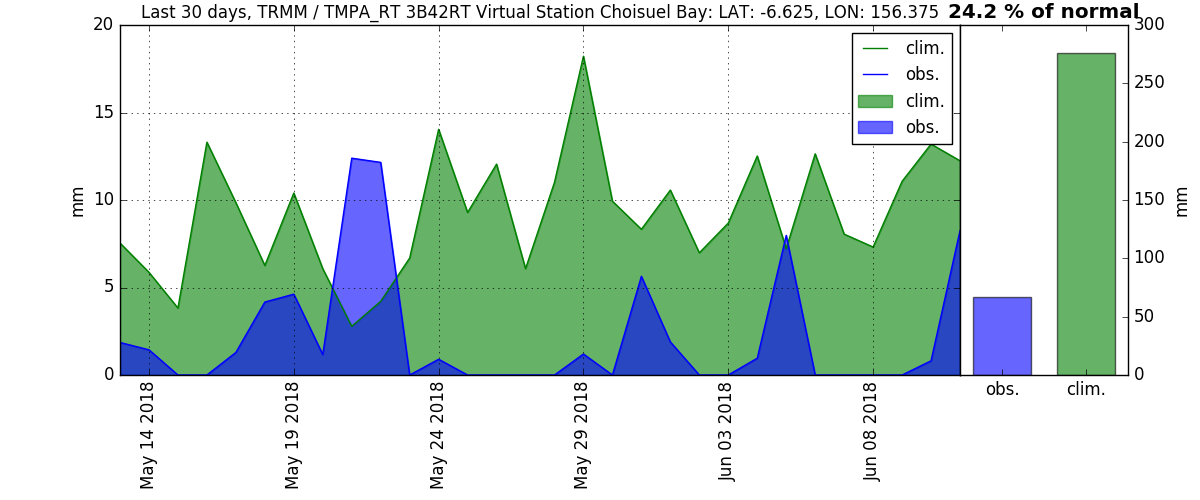 Last 30 days, TRMM / TMPA_RT 3B42RT Virtual Station Choisuel Bay: LAT: -6.625, LON: 156.375
24.2 % of normal
20
15
10
5
0
mm
clim.
obs.
clim.
obs.
May 14 2018
May 19 2018
May 24 2018
May 29 2018
Jun 03 2018
Jun 08 2018
300
250
200
150
100
50
0
mm
obs.
clim.